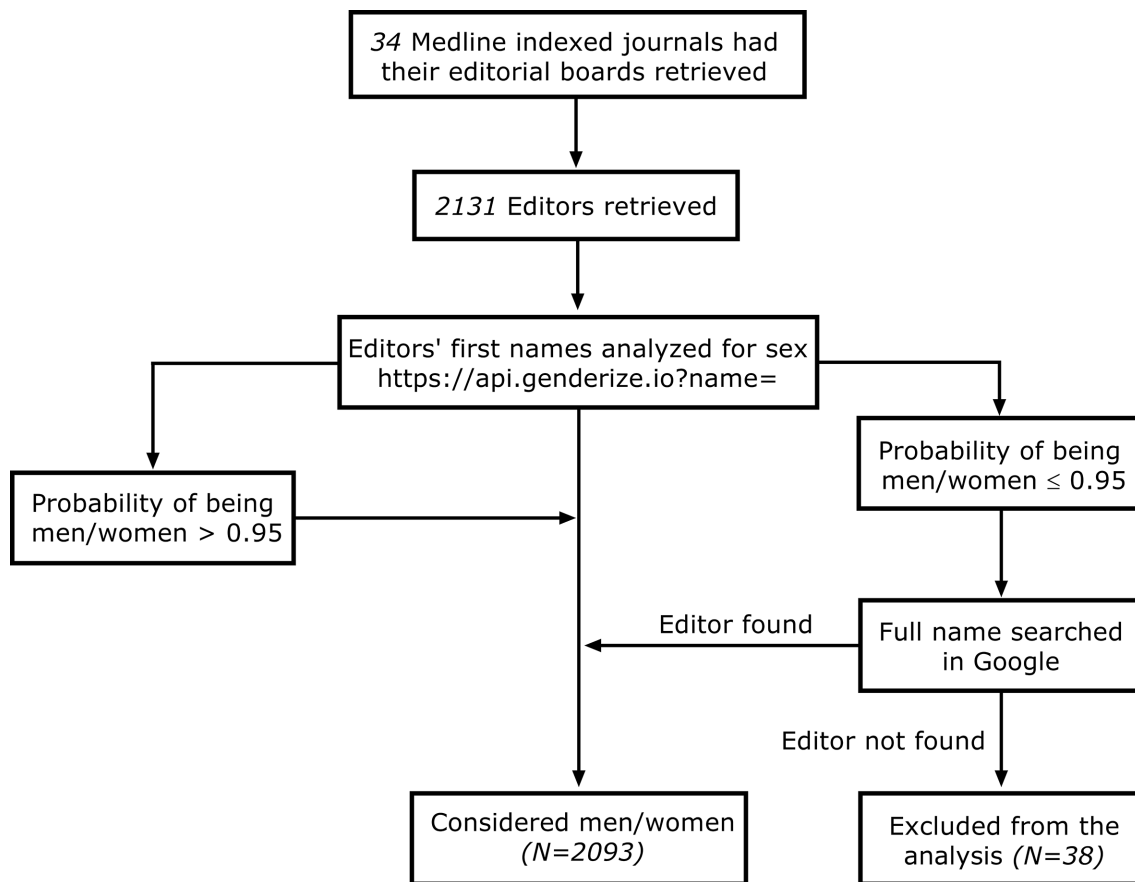 34 Medline indexed journals had
their editorial boards retrieved
2131 Editors retrieved
Editors' first names analyzed for sex
https://api.genderize.io?name=
Probability of being
men/women > 0.95
Probability of being
men/women ≤ 0.95
Editor found
Full name searched
in Google
Editor not found
Considered men/women
(N=2093)
Excluded from the
analysis (N=38)